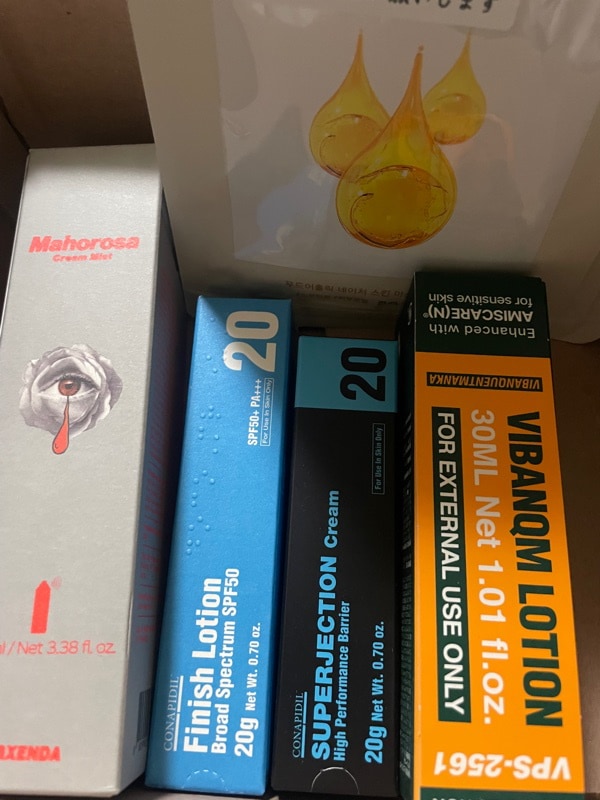 Mahorosa
Cream Mist
l / Net 3.38 fl. oz.
AXENDA
20
SPF50+ PA+++
For Use In Skin Only
CONAPIDIL
Finish Lotion
Broad Spectrum SPF50
20g Net Wt. 0.70 oz.
20
For Use In Skin Only
CONAPIDIL
SUPERJECTION Cream
High Performance Barrier
20g Net Wt. 0.70 oz.
Enhanced with
AMISCARE(N)®
for sensitive skin
VIBANQUENTMANKA
VIBANQM LOTION
30ML Net 1.01 fl.oz.
FOR EXTERNAL USE ONLY
VPS-2561